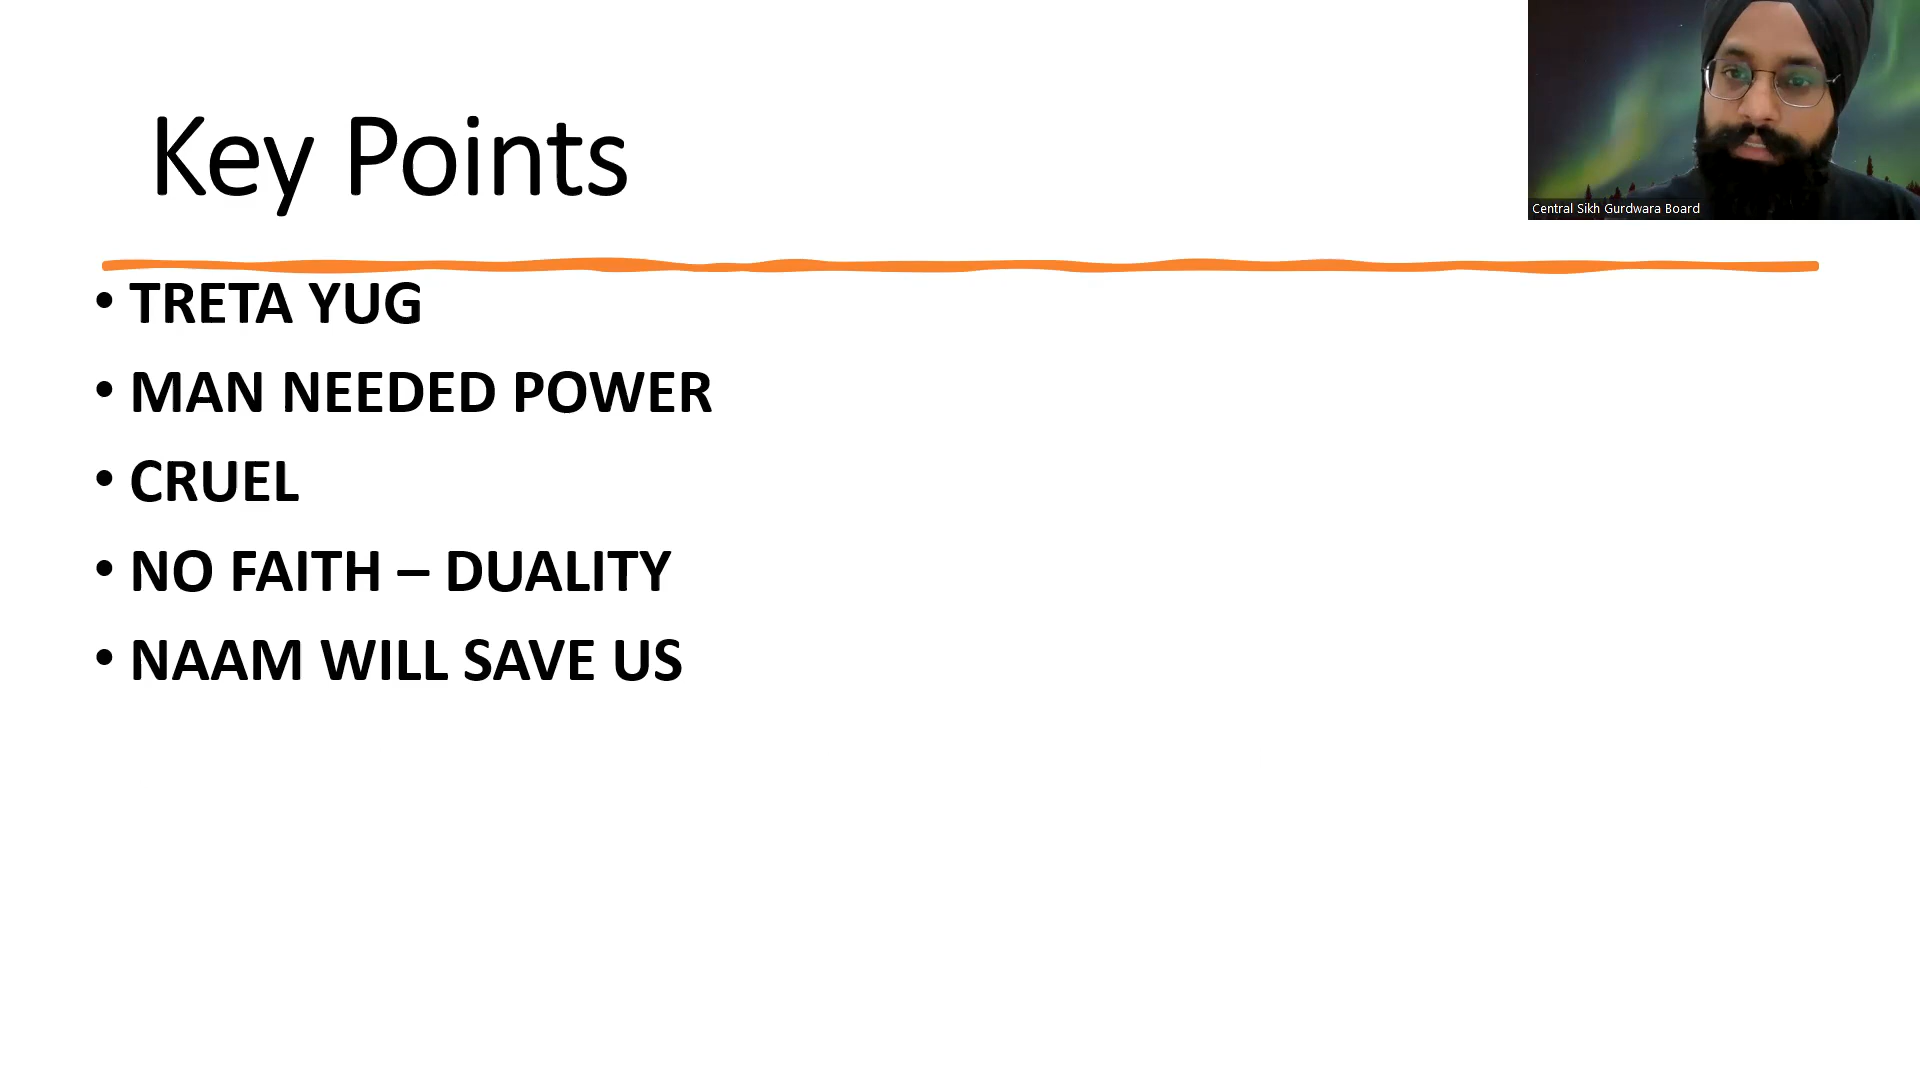 Key Points
Central Sikh Gurdwara Board
• TRETA YUG
• MAN NEEDED POWER
• CRUEL
• NO FAITH – DUALITY
• NAAM WILL SAVE US